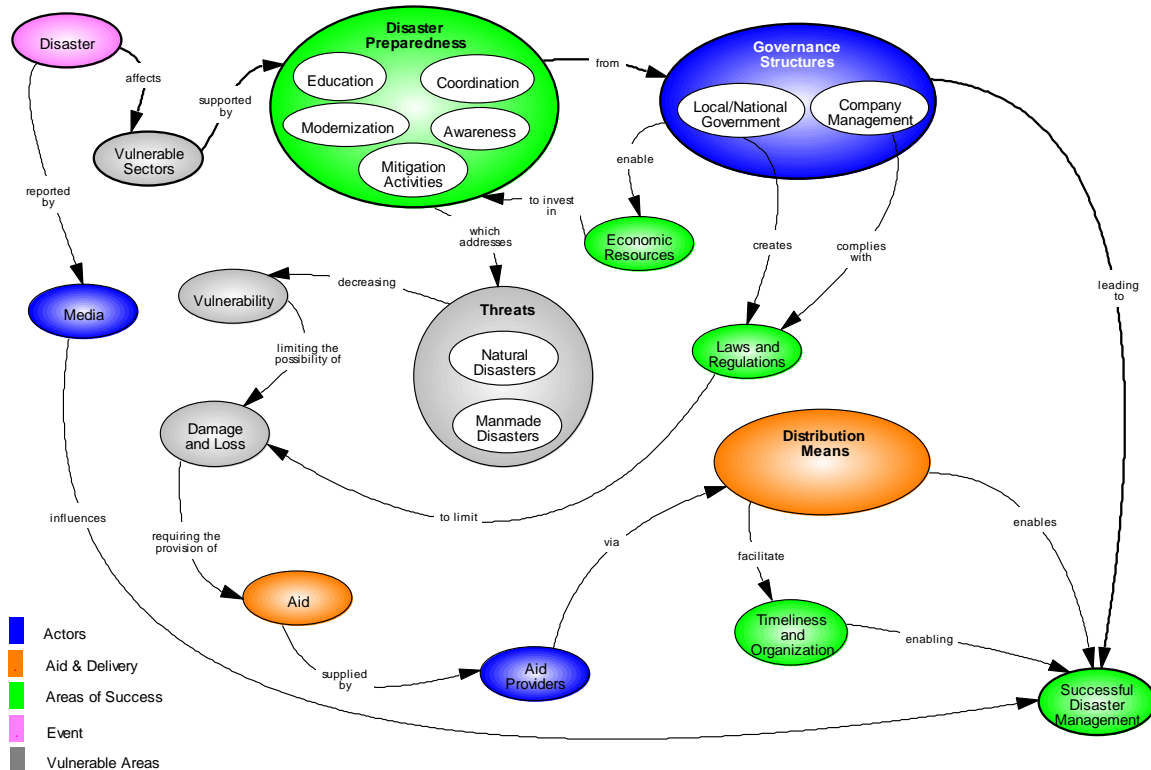 Disaster
affects
supported
by
Vulnerable
Sectors
reported
by
Media
influences
Disaster
Preparedness
Education
Coordination
Modernization
Awareness
Mitigation
Activities
from
Governance
Structures
Local/National
Government
Company
Management
enable
to invest
in
Economic
Resources
creates
complies
with
leading
to
which
addresses
decreasing
Vulnerability
Threats
Natural
Disasters
Manmade
Disasters
limiting the
possibility of
Laws and
Regulations
Damage
and Loss
to limit
requiring the
provision of
Aid
supplied
by
Aid
Providers
via
Distribution
Means
facilitate
enables
Timeliness
and
Organization
enabling
Successful
Disaster
Management
Actors
Aid & Delivery
Areas of Success
Event
Vulnerable Areas